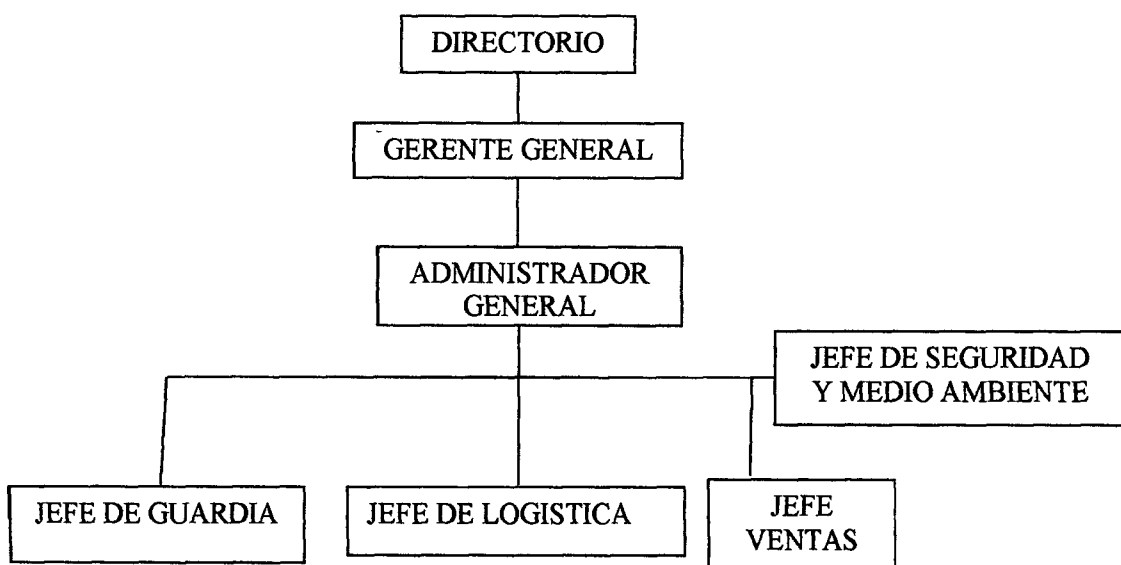 DIRECTORIO
GERENTE GENERAL
ADMINISTRADOR
GENERAL
JEFE DE SEGURIDAD
Y MEDIO AMBIENTE
JEFE DE GUARDIA
JEFE DE LOGISTICA
JEFE
VENTAS